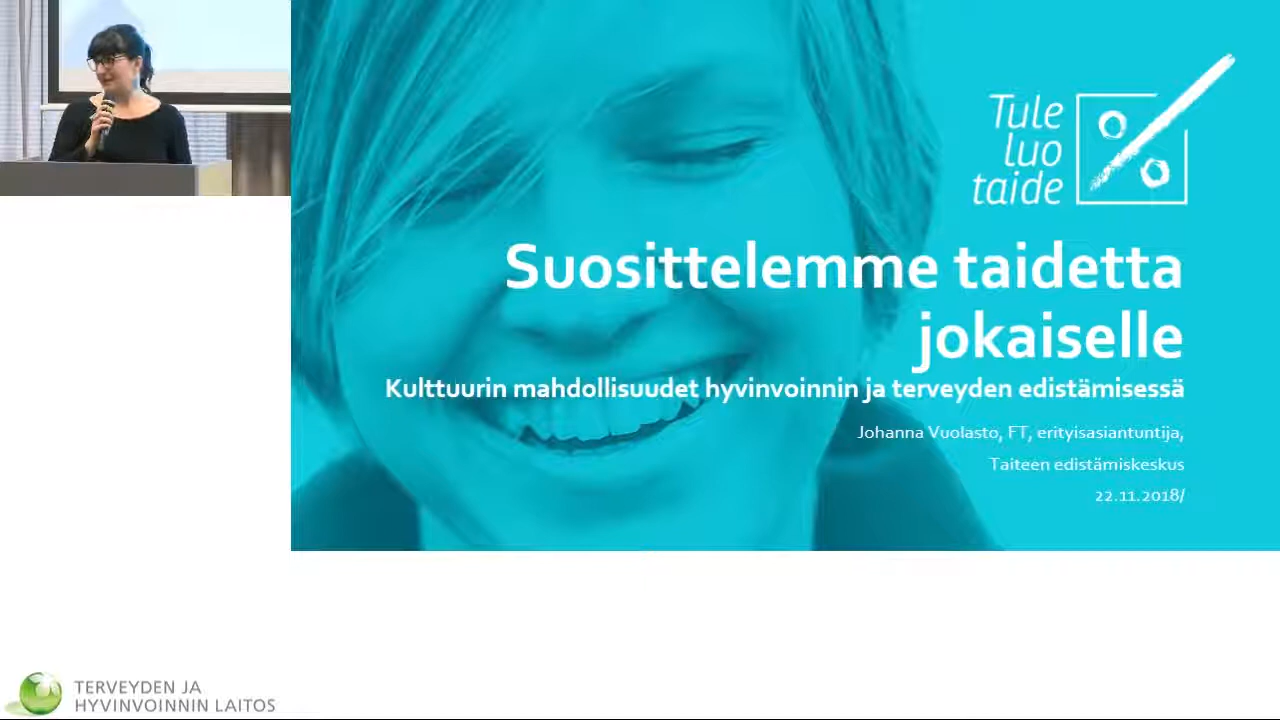 Tule
luo
taide
Suosittelemme taidetta
jokaiselle
Kulttuurin mahdollisuudet hyvinvoinnin ja terveyden edistämisessä
Johanna Vuolasto, FT, erityisasiantuntija,
Taiteen edistämiskeskus
22.11.2018/
TERVEYDEN JA
HYVINVOINNIN LAITOS